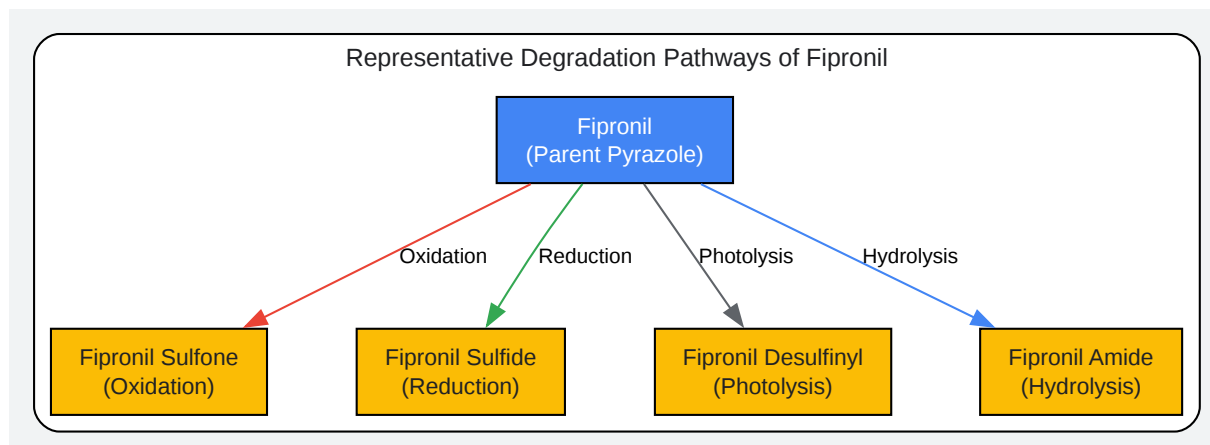 Representative Degradation Pathways of Fipronil
Fipronil
(Parent Pyrazole)
Oxidation
Reduction
Photolysis
Hydrolysis
Fipronil Sulfone
(Oxidation)
Fipronil Sulfide
(Reduction)
Fipronil Desulfinyl
(Photolysis)
Fipronil Amide
(Hydrolysis)